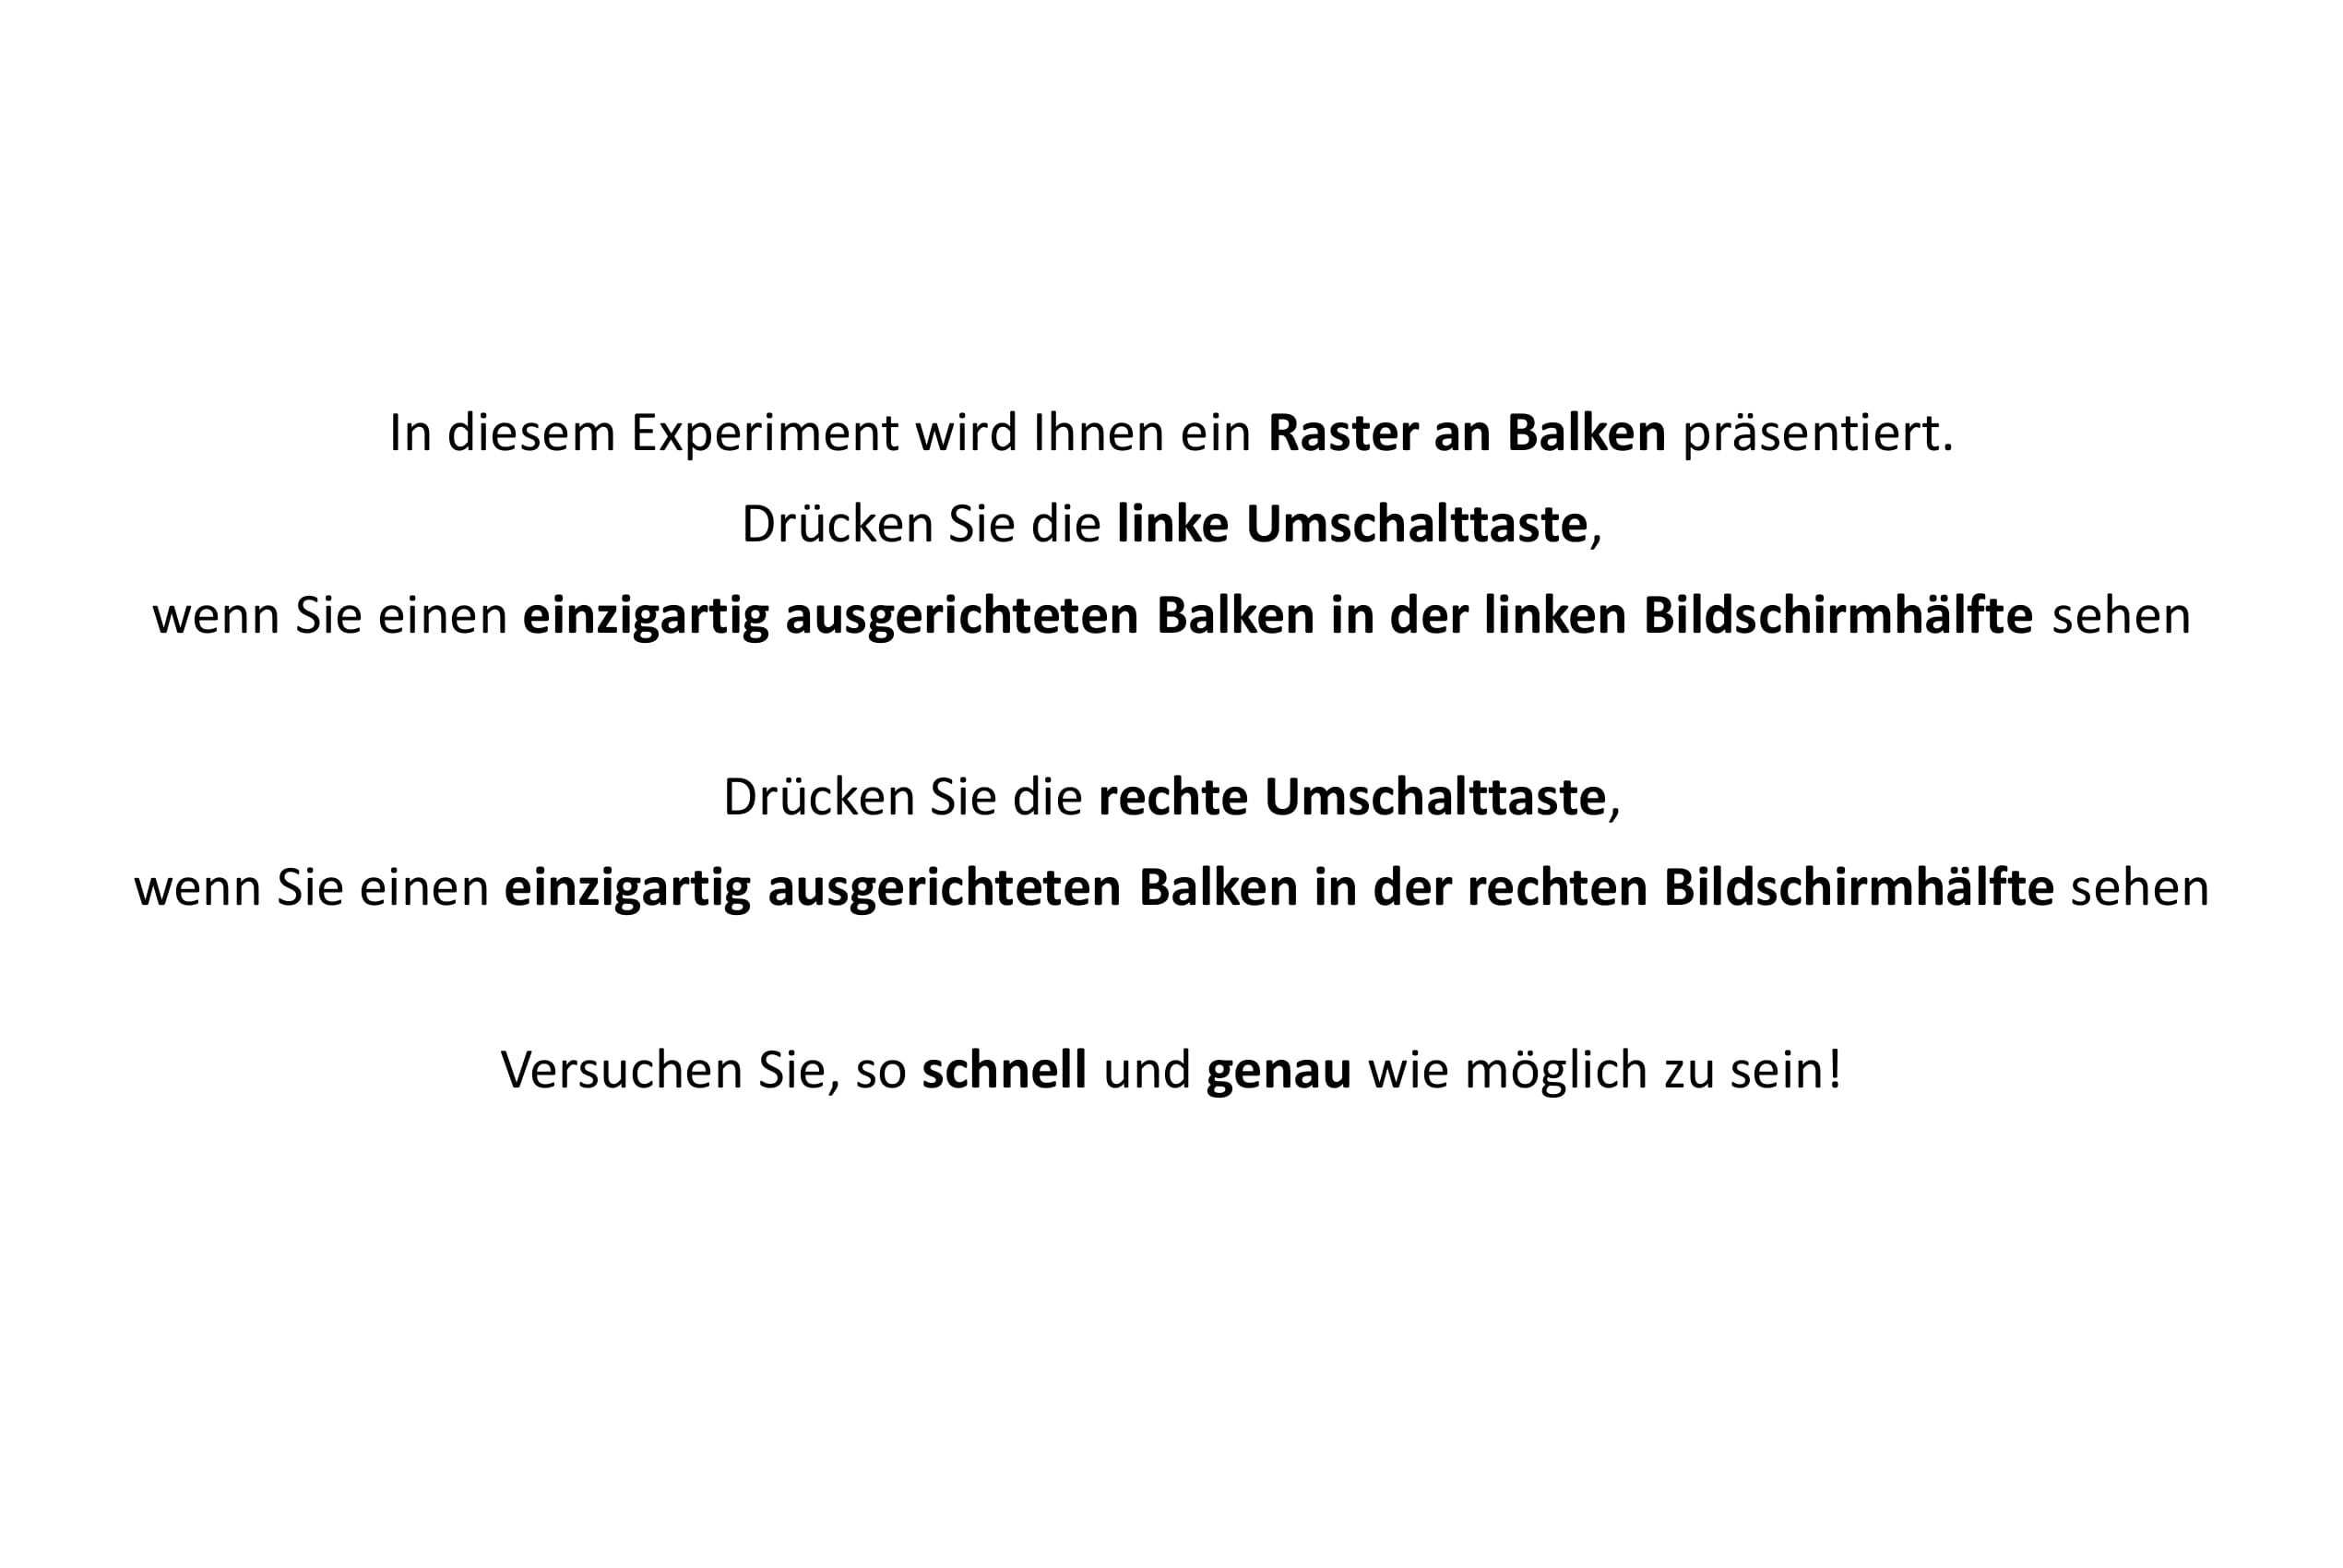 In diesem Experiment wird Ihnen ein Raster an Balken präsentiert.
Drücken Sie die linke Umschalttaste,
wenn Sie einen einzigartig ausgerichteten Balken in der linken Bildschirmhälfte sehen
Drücken Sie die rechte Umschalttaste,
wenn Sie einen einzigartig ausgerichteten Balken in der rechten Bildschirmhälfte sehen
Versuchen Sie, so schnell und genau wie möglich zu sein!